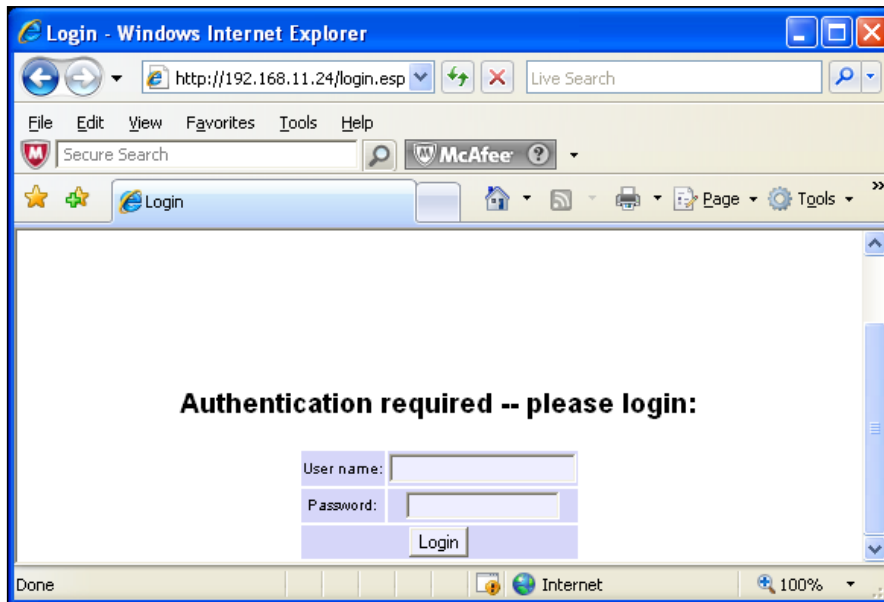 Login - Windows Internet Explorer
http://192.168.11.24/login.esp Live Search
File Edit View Favorites Tools Help
Secure Search McAfee ?
Login Page Tools »
Authentication required -- please login:
User name:
Password:
Login
Done Internet 100%